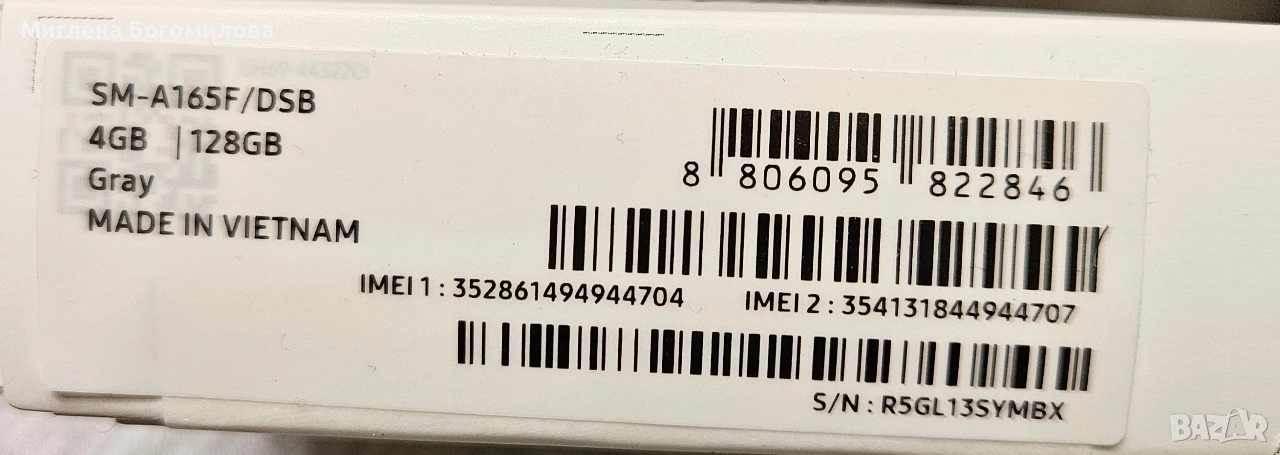 Миглена Богомилова
SM-A165F/DSB
4GB | 128GB
Gray
MADE IN VIETNAM
8 806095 822846
IMEI 1 : 352861494944704 IMEI 2 : 354131844944707
S/N : R5GL13SYMBX
BAZAR